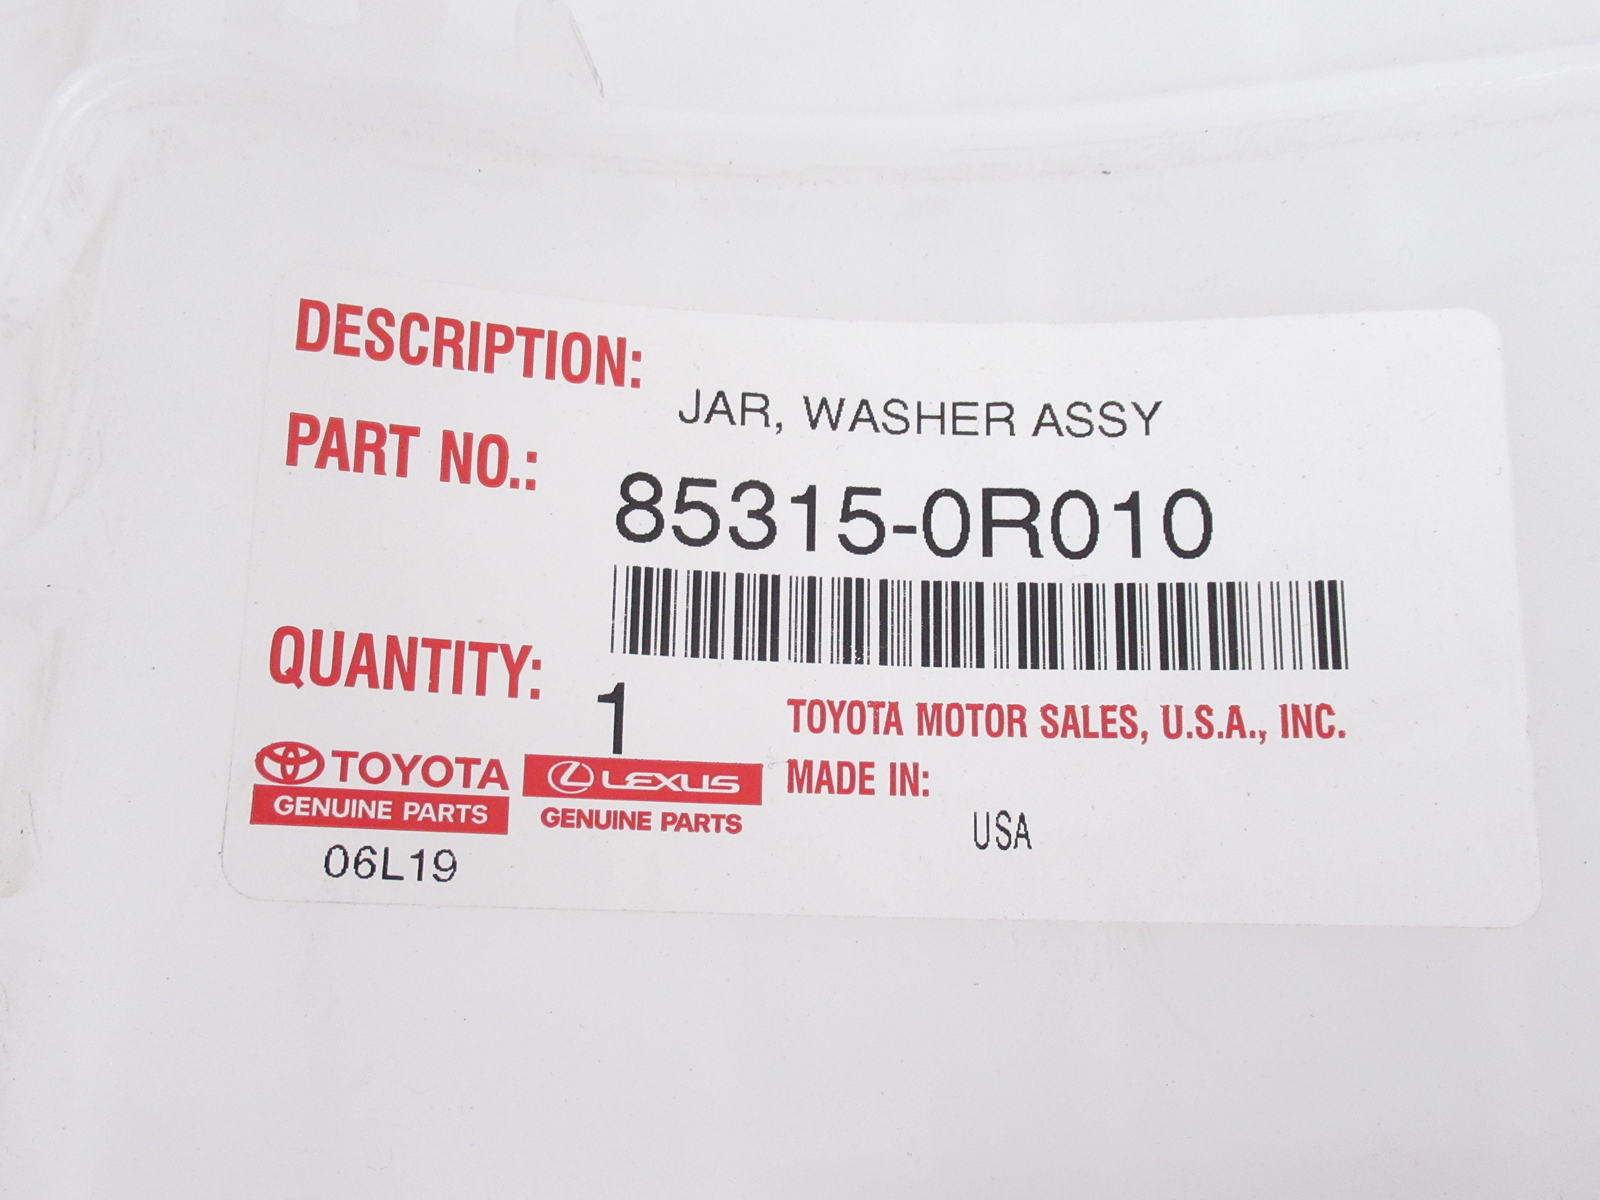 DESCRIPTION:
JAR, WASHER ASSY
PART NO.:
85315-0R010
QUANTITY:
1
TOYOTA MOTOR SALES, U.S.A., INC.
MADE IN:
USA
TOYOTA
GENUINE PARTS
LEXUS
GENUINE PARTS
06L19